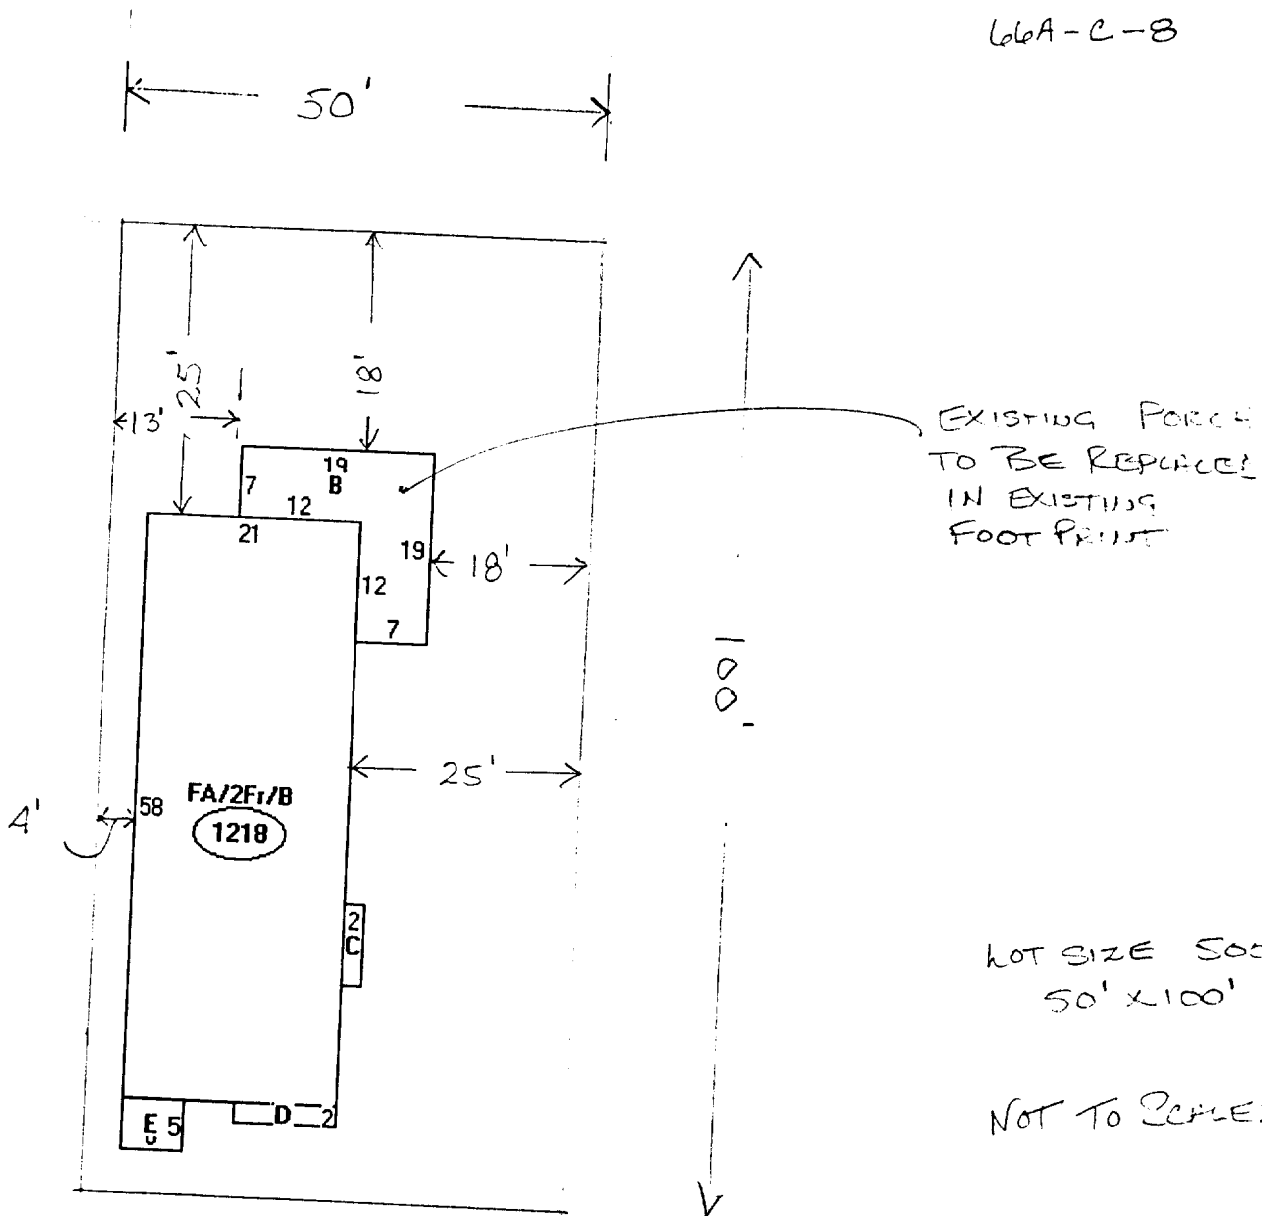 66A-C-8
50'
25'
18'
13'
19
B
7
12
21
19
18'
12
7
EXISTING PORCH
TO BE REPLACED
IN EXISTING
FOOT PRINT
100'
25'
4'
58
FA/2Fr/B
1218
2
C
LOT SIZE
50' X 100'
E 5
D 2
NOT TO SCALE